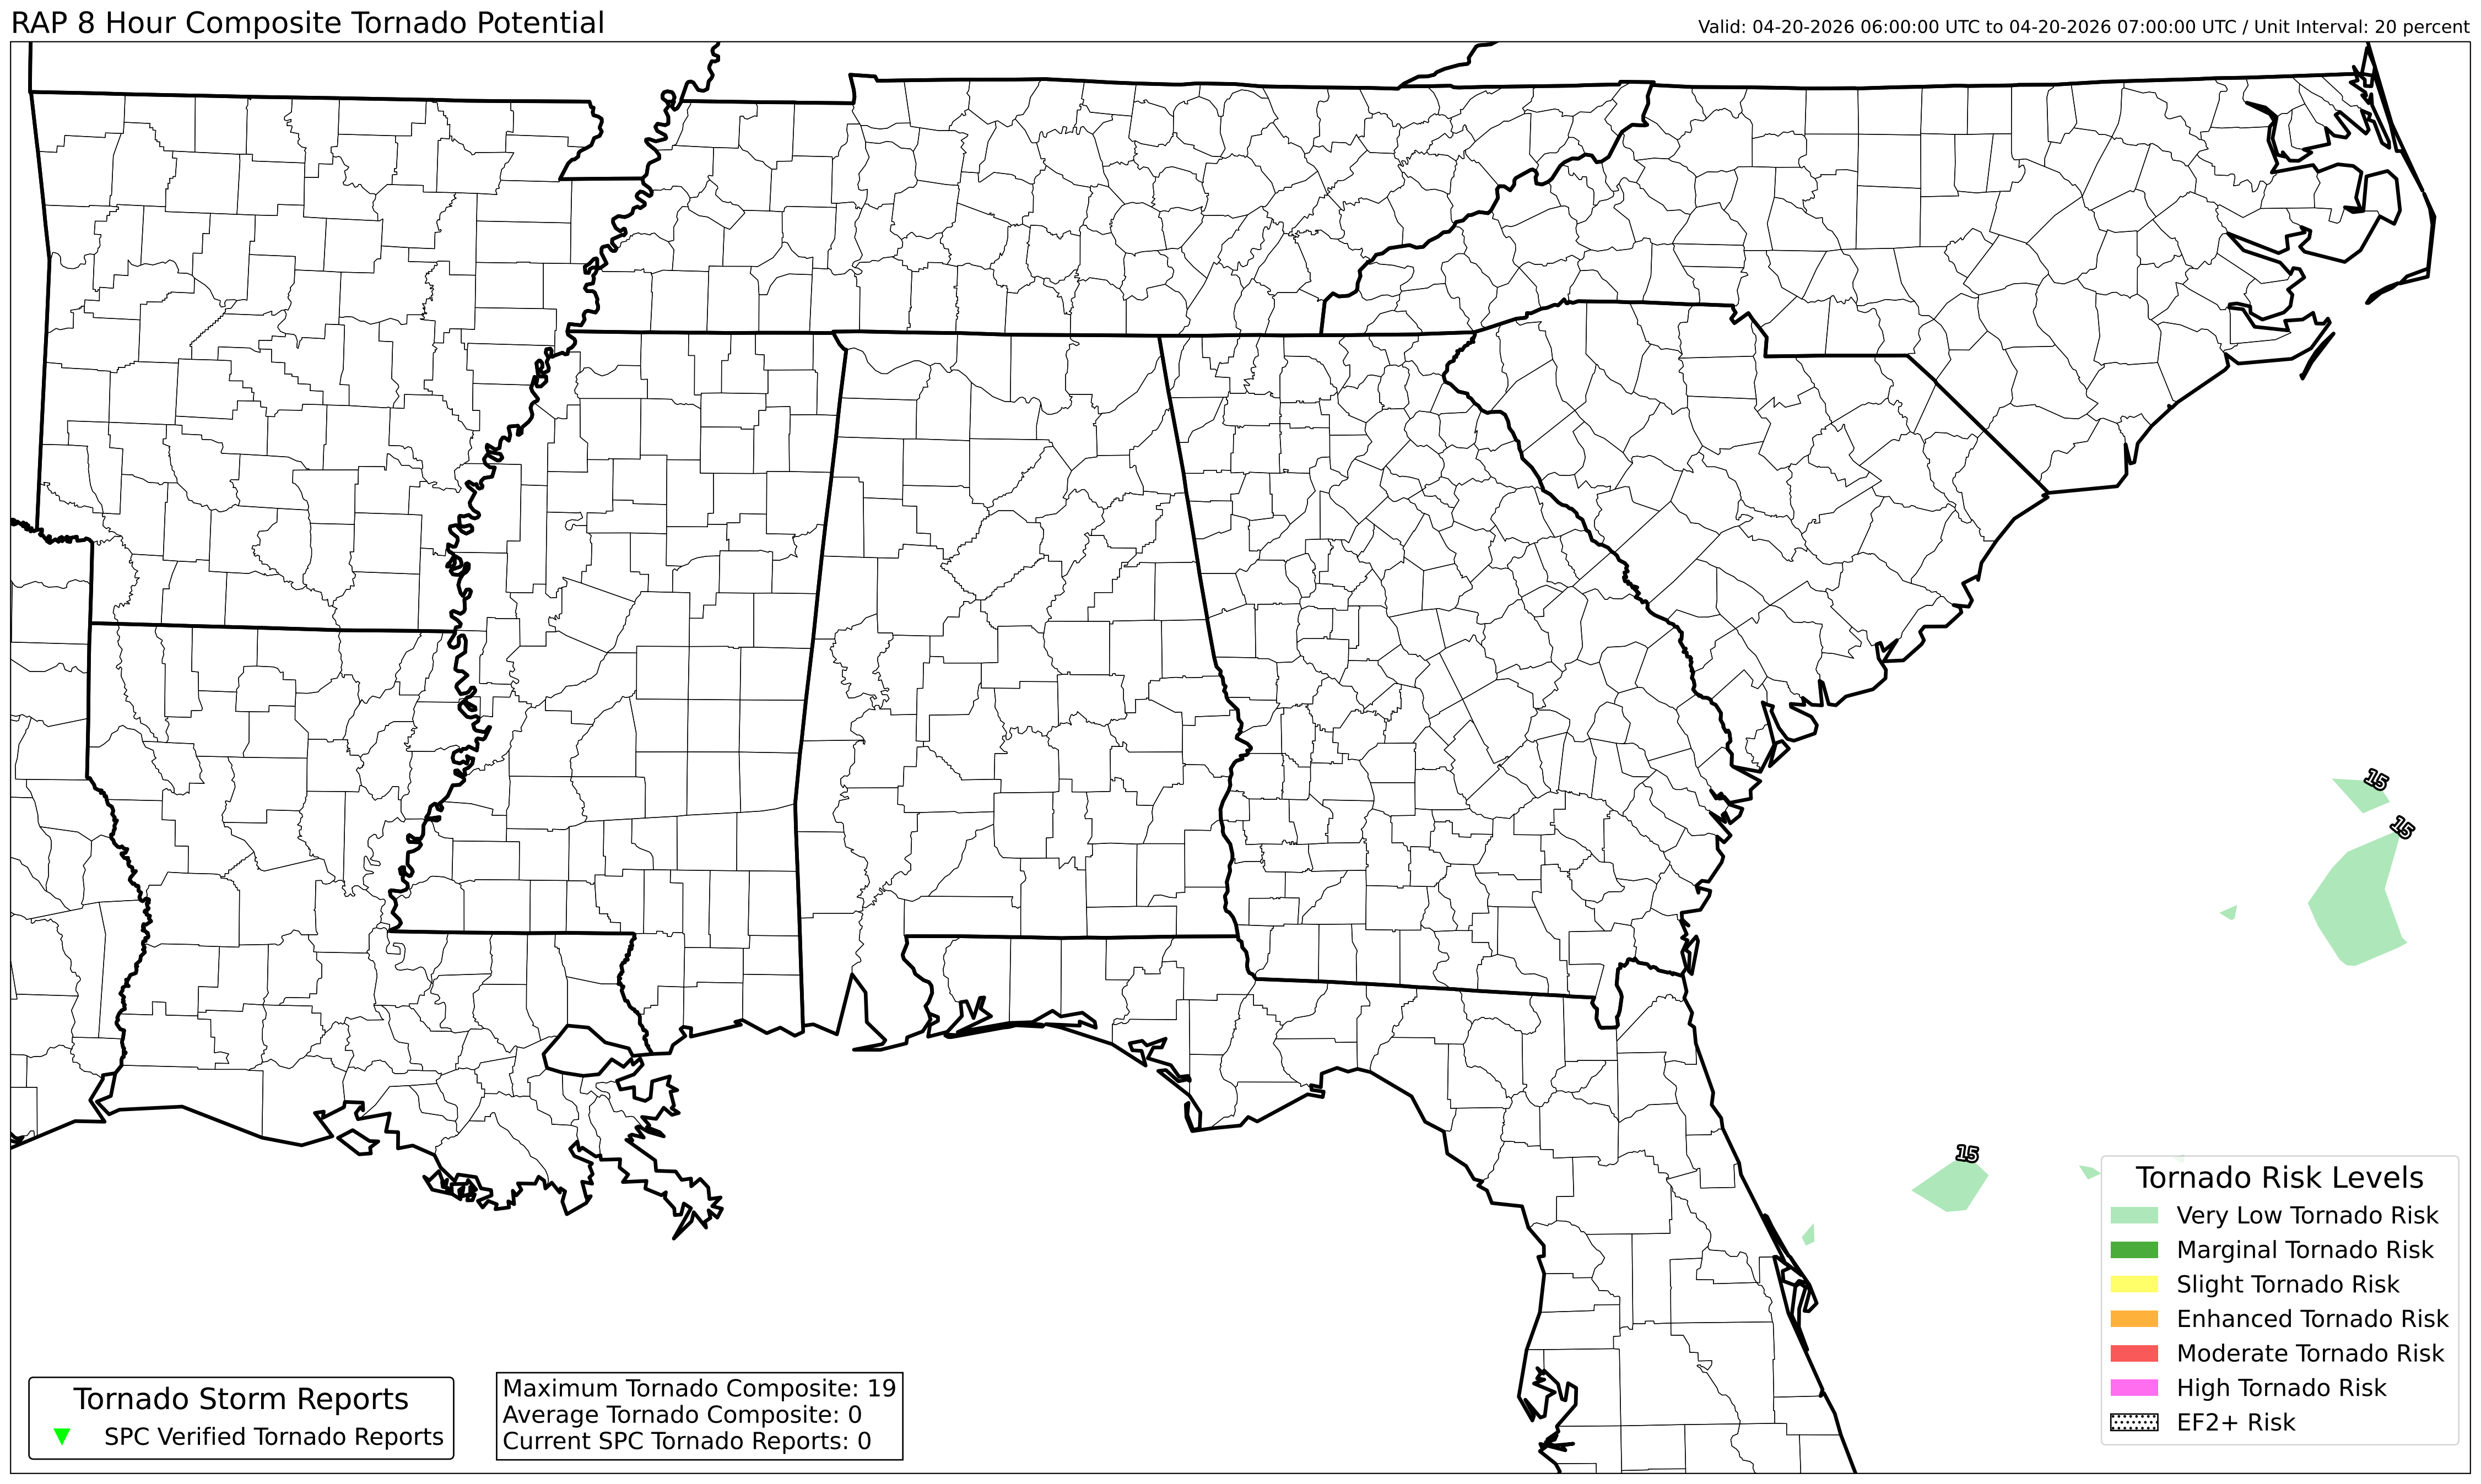 RAP 8 Hour Composite Tornado Potential
Valid: 04-20-2026 06:00:00 UTC to 04-20-2026 07:00:00 UTC / Unit Interval: 20 percent
15
15
15
Tornado Risk Levels
Very Low Tornado Risk
Marginal Tornado Risk
Slight Tornado Risk
Enhanced Tornado Risk
Moderate Tornado Risk
High Tornado Risk
EF2+ Risk
Tornado Storm Reports
SPC Verified Tornado Reports
Maximum Tornado Composite: 19
Average Tornado Composite: 0
Current SPC Tornado Reports: 0